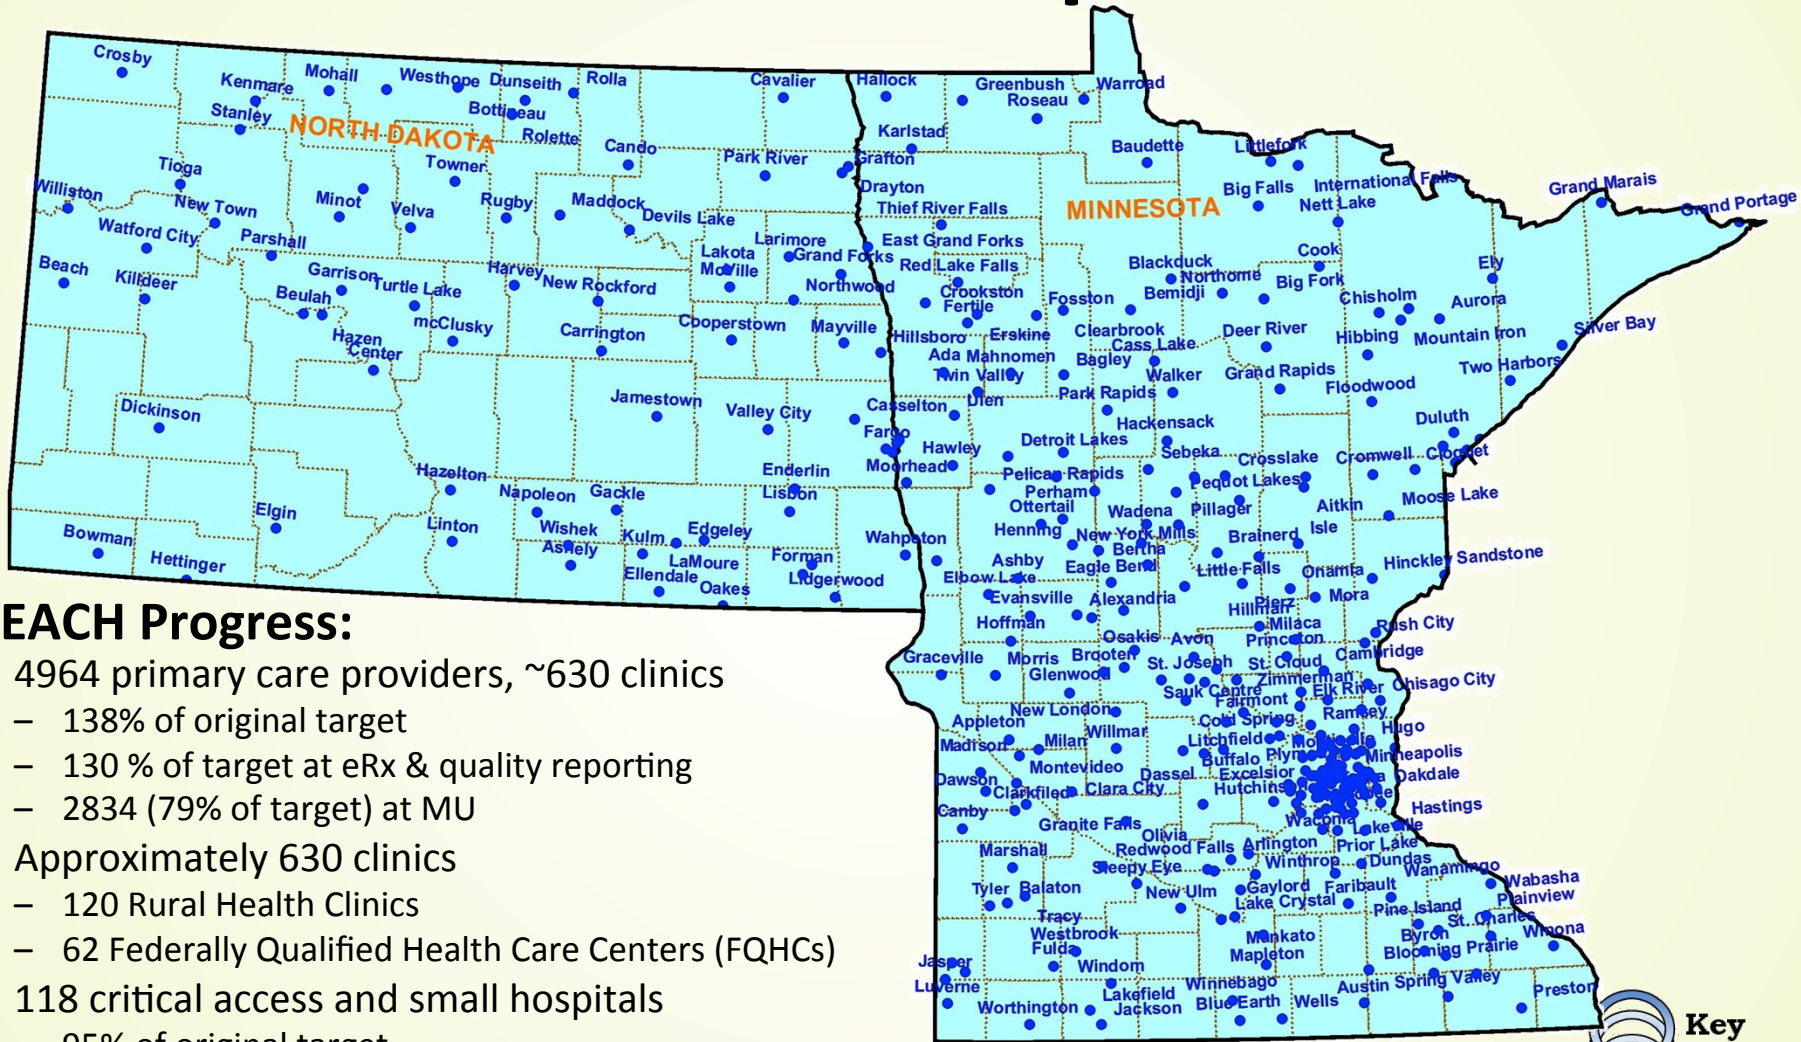 Crosby
Kenmare
Mohall
Westhope
Dunseith
Rolla
Cavalier
Hallock
Greenbush
Warroad
Roseau
Stanley
Bottineau
NORTH DAKOTA
Rolette
Cando
Karlstad
Baudette
Littlefork
Tioga
Towner
Park River
Grafton
Drayton
Big Falls
International Falls
Grand Marais
Grand Portage
Williston
New Town
Minot
Velva
Rugby
Maddock
Devils Lake
Thief River Falls
MINNESOTA
Nett Lake
Watford City
Parshall
Larimore
Lakota
Grand Forks
East Grand Forks
Cook
Beach
Killdeer
Garrison
Turtle Lake
Harvey
New Rockford
McVille
Northwood
Red Lake Falls
Blackduck
Northome
Big Fork
Ely
Beulah
Crookston
Fertile
Fosston
Bemidji
Chisholm
Aurora
mcClusky
Hazen
Center
Carrington
Cooperstown
Mayville
Hillsboro
Erskine
Clearbrook
Cass Lake
Deer River
Hibbing
Mountain Iron
Silver Bay
Ada
Mahnomen
Bagley
Twin Valley
Walker
Grand Rapids
Floodwood
Two Harbors
Dickinson
Jamestown
Valley City
Casselton
Ulen
Park Rapids
Hackensack
Duluth
Fargo
Hawley
Detroit Lakes
Sebeka
Crosslake
Cromwell
Cloquet
Moorhead
Hazelton
Napoleon
Gackle
Enderlin
Lisbon
Pelican Rapids
Perham
Pequot Lakes
Moose Lake
Elgin
Ottertail
Wadena
Pillager
Aitkin
Bowman
Linton
Wishek
Kulm
Edgeley
Wahpeton
Henning
New York Mills
Brainerd
Isle
Hettinger
Ashely
LaMoure
Forman
Ashby
Bertha
Eagle Bend
Little Falls
Onamia
Hinckley
Sandstone
Ellendale
Oakes
Lidgerwood
Elbow Lake
Evansville
Alexandria
Hillman
Pierz
Mora
EACH Progress:
Hoffman
Milaca
Rush City
Osakis
Avon
Princeton
Cambridge
4964 primary care providers, ~630 clinics
Graceville
Morris
Brooten
Glenwood
St. Joseph
St. Cloud
Zimmerman
Chisago City
– 138% of original target
Sauk Centre
Elk River
Fairmont
New London
Appleton
Cold Spring
Ramsey
Hugo
– 130 % of target at eRx & quality reporting
Madison
Milan
Willmar
Litchfield
Buffalo
Minneapolis
Montevideo
Dassel
Excelsior
Oakdale
– 2834 (79% of target) at MU
Dawson
Clarkfiled
Clara City
Canby
Hastings
Approximately 630 clinics
Granite Falls
Olivia
Waconia
Lakeville
Marshall
Redwood Falls
Arlington
Prior Lake
Sleepy Eye
Winthrop
Dundas
Wanamingo
– 120 Rural Health Clinics
Tyler
Balaton
New Ulm
Gaylord
Faribault
Wabasha
Plainview
Lake Crystal
Pine Island
St. Charles
– 62 Federally Qualified Health Care Centers (FQHCs)
Tracy
Westbrook
Fulda
Mankato
Byron
Winona
Blooming Prairie
Mapleton
118 critical access and small hospitals
Jasper
Luverne
Windom
Winnebago
Austin
Spring Valley
Preston
Worthington
Lakefield
Jackson
Blue Earth
Wells
95% of original target
Key